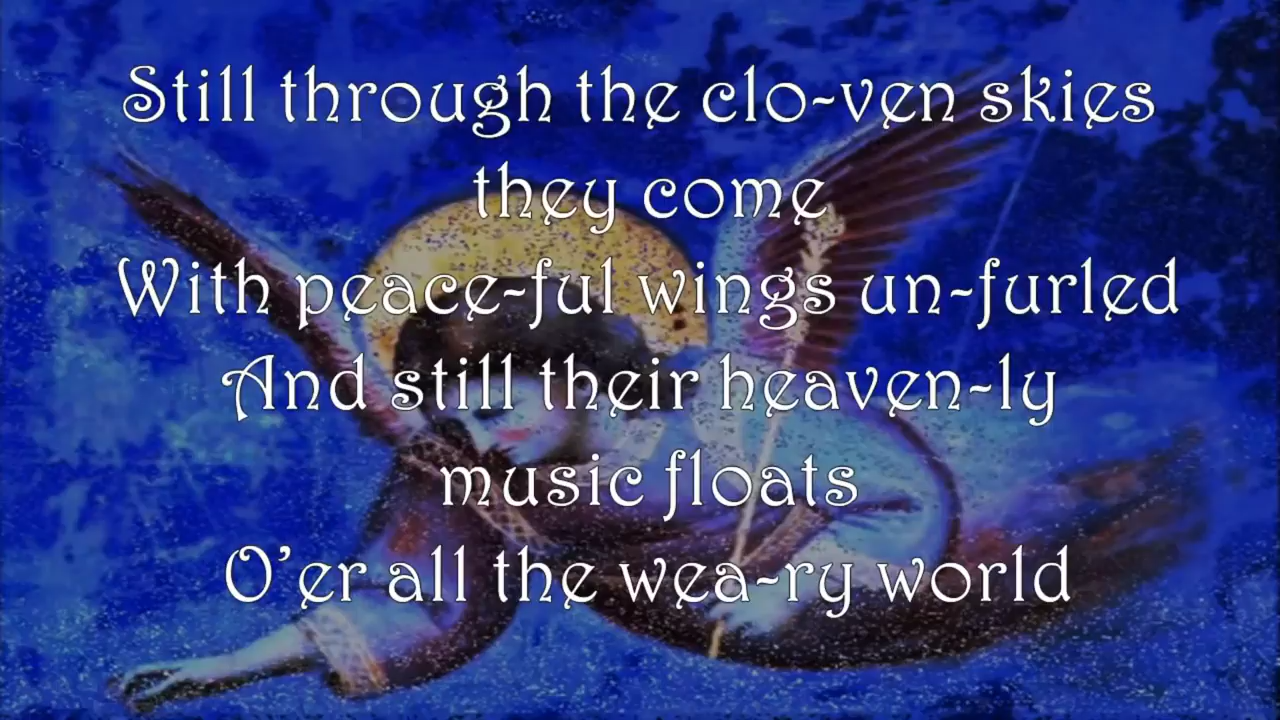 Still through the clo-ven skies
they come
With peace-ful wings un-furled
And still their heaven-ly
music floats
O’er all the wea-ry world